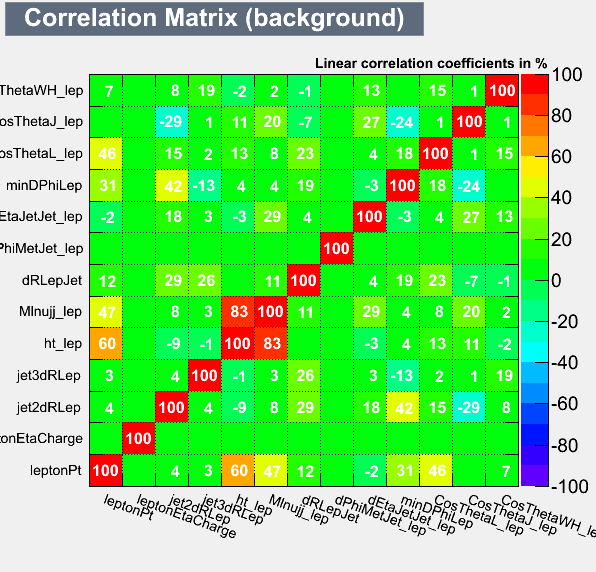 Correlation Matrix (background)
Linear correlation coefficients in %
ThetaWH_lep 7 8 19 -2 2 -1 13 15 1 100
osThetaJ_lep -29 1 11 20 -7 27 -24 1 100 1
osThetaL_lep 46 15 2 13 8 23 4 18 100 1 15
minDPhiLep 31 42 -13 4 4 19 -3 100 18 -24
EtaJetJet_lep -2 18 3 -3 29 4 100 -3 4 27 13
PhiMetJet_lep 100
dRLepJet 12 29 26 11 100 4 19 23 -7 -1
Mlnujj_lep 47 8 3 83 100 11 29 4 8 20 2
ht_lep 60 -9 -1 100 83 -3 4 13 11 -2
jet3dRLep 3 4 100 -1 3 26 3 -13 2 1 19
jet2dRLep 4 100 4 -9 8 29 18 42 15 -29 8
onEtaCharge 100
leptonPt 100 4 3 60 47 12 -2 31 46 7
leptonPt
leptonEtaCharge
jet2dRLep
jet3dRLep
ht_lep
Mlnujj_lep
dRLepJet
dPhiMetJet_lep
dEtaJetJet_lep
minDPhiLep
CosThetaL_lep
CosThetaJ_lep
CosThetaWH_le
100
80
60
40
20
0
-20
-40
-60
-80
-100